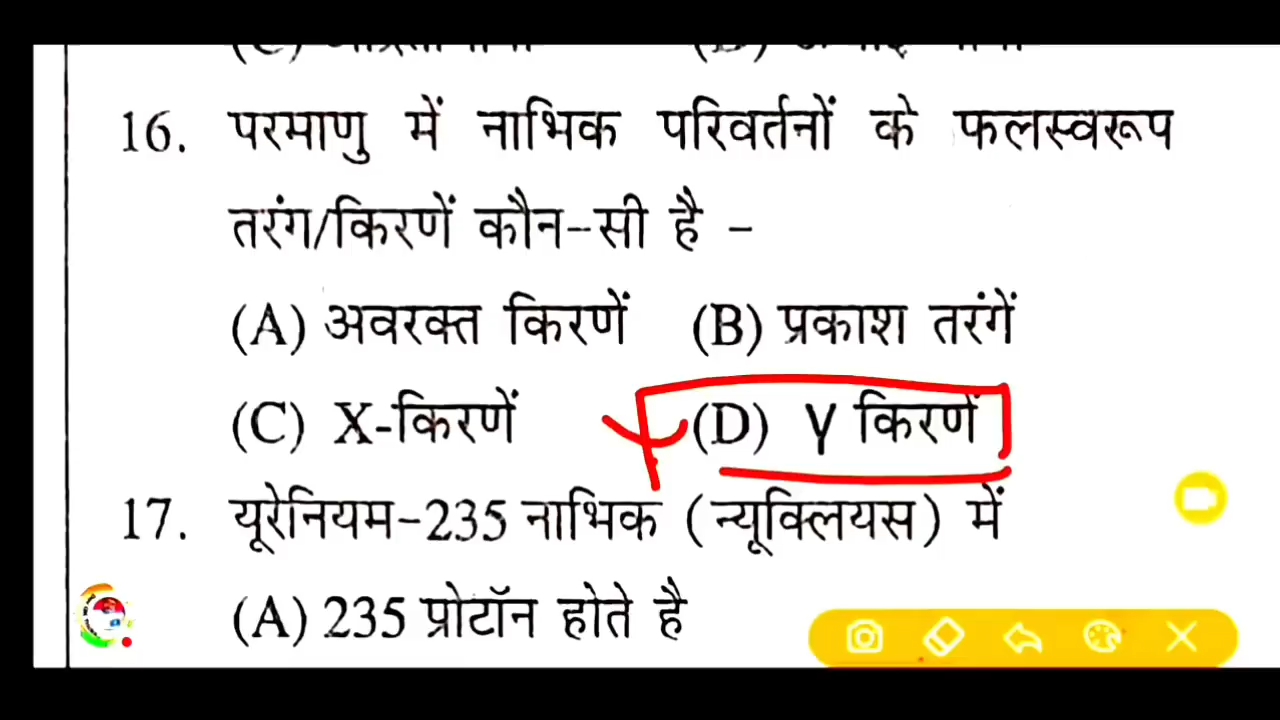 16. परमाणु में नाभिक परिवर्तनों के फलस्वरूप
तरंग/किरणें कौन-सी है -
(A) अवरक्त किरणें (B) प्रकाश तरंगें
(C) X-किरणें (D) γ किरणें
17. यूरेनियम-235 नाभिक (न्यूक्लियस) में
(A) 235 प्रोटॉन होते है